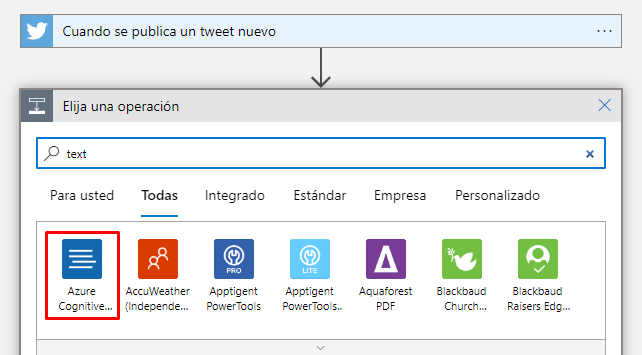 Cuando se publica un tweet nuevo
Elija una operación
text
Para usted Todas Integrado Estándar Empresa Personalizado
Azure Cognitive...
AccuWeather (Independe...
PRO
Apptigent PowerTools
LITE
Apptigent PowerTools..
Aquaforest PDF
Blackbaud Church...
Blackbaud Raisers Edg...